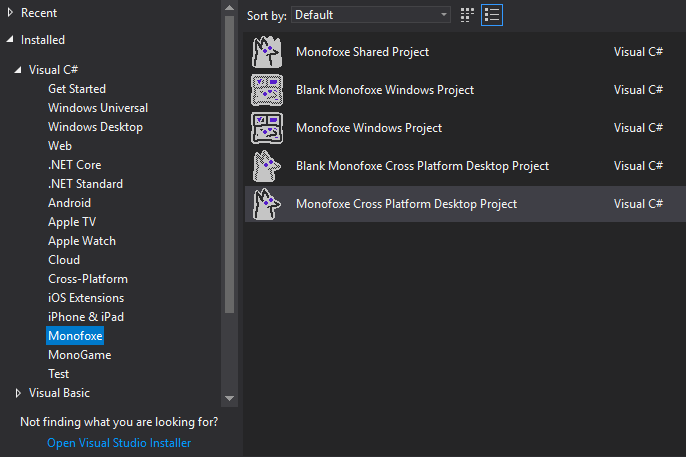 Recent
Installed
Visual C#
Get Started
Windows Universal
Windows Desktop
Web
.NET Core
.NET Standard
Android
Apple TV
Apple Watch
Cloud
Cross-Platform
iOS Extensions
iPhone & iPad
Monofoxe
MonoGame
Test
Visual Basic
Not finding what you are looking for?
Open Visual Studio Installer
Sort by: Default
Monofoxe Shared Project Visual C#
Blank Monofoxe Windows Project Visual C#
Monofoxe Windows Project Visual C#
Blank Monofoxe Cross Platform Desktop Project Visual C#
Monofoxe Cross Platform Desktop Project Visual C#